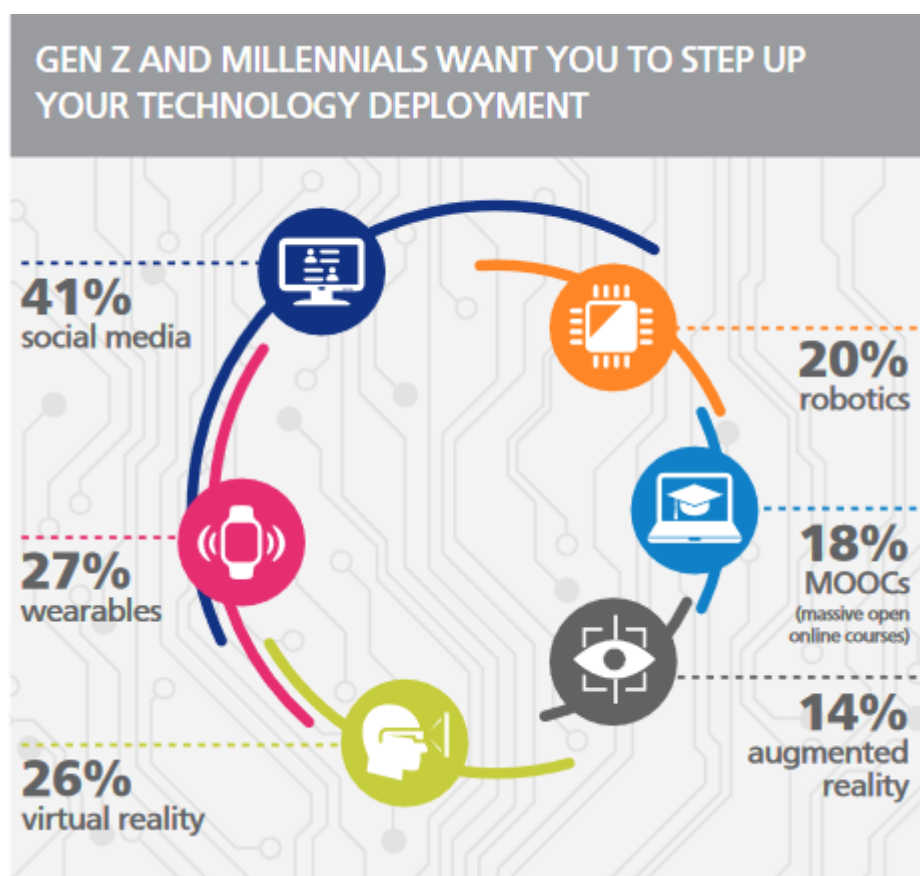 GEN Z AND MILLENNIALS WANT YOU TO STEP UP
YOUR TECHNOLOGY DEPLOYMENT
41%
social media
27%
wearables
26%
virtual reality
20%
robotics
18%
MOOCs
(massive open
online courses)
14%
augmented
reality